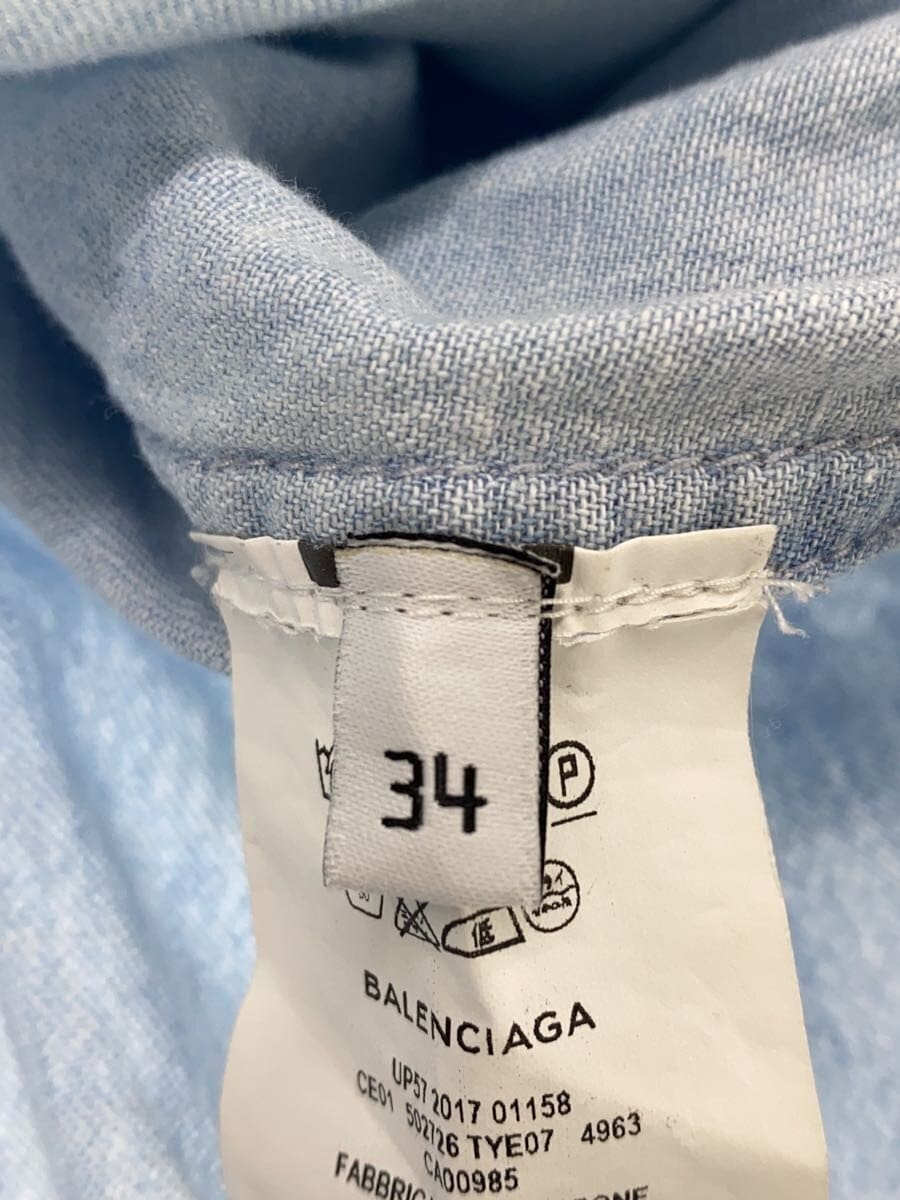 34
P
低
BALENCIAGA
UP57 2017 01158
CE01 502726 TYE07 4963
CA00985